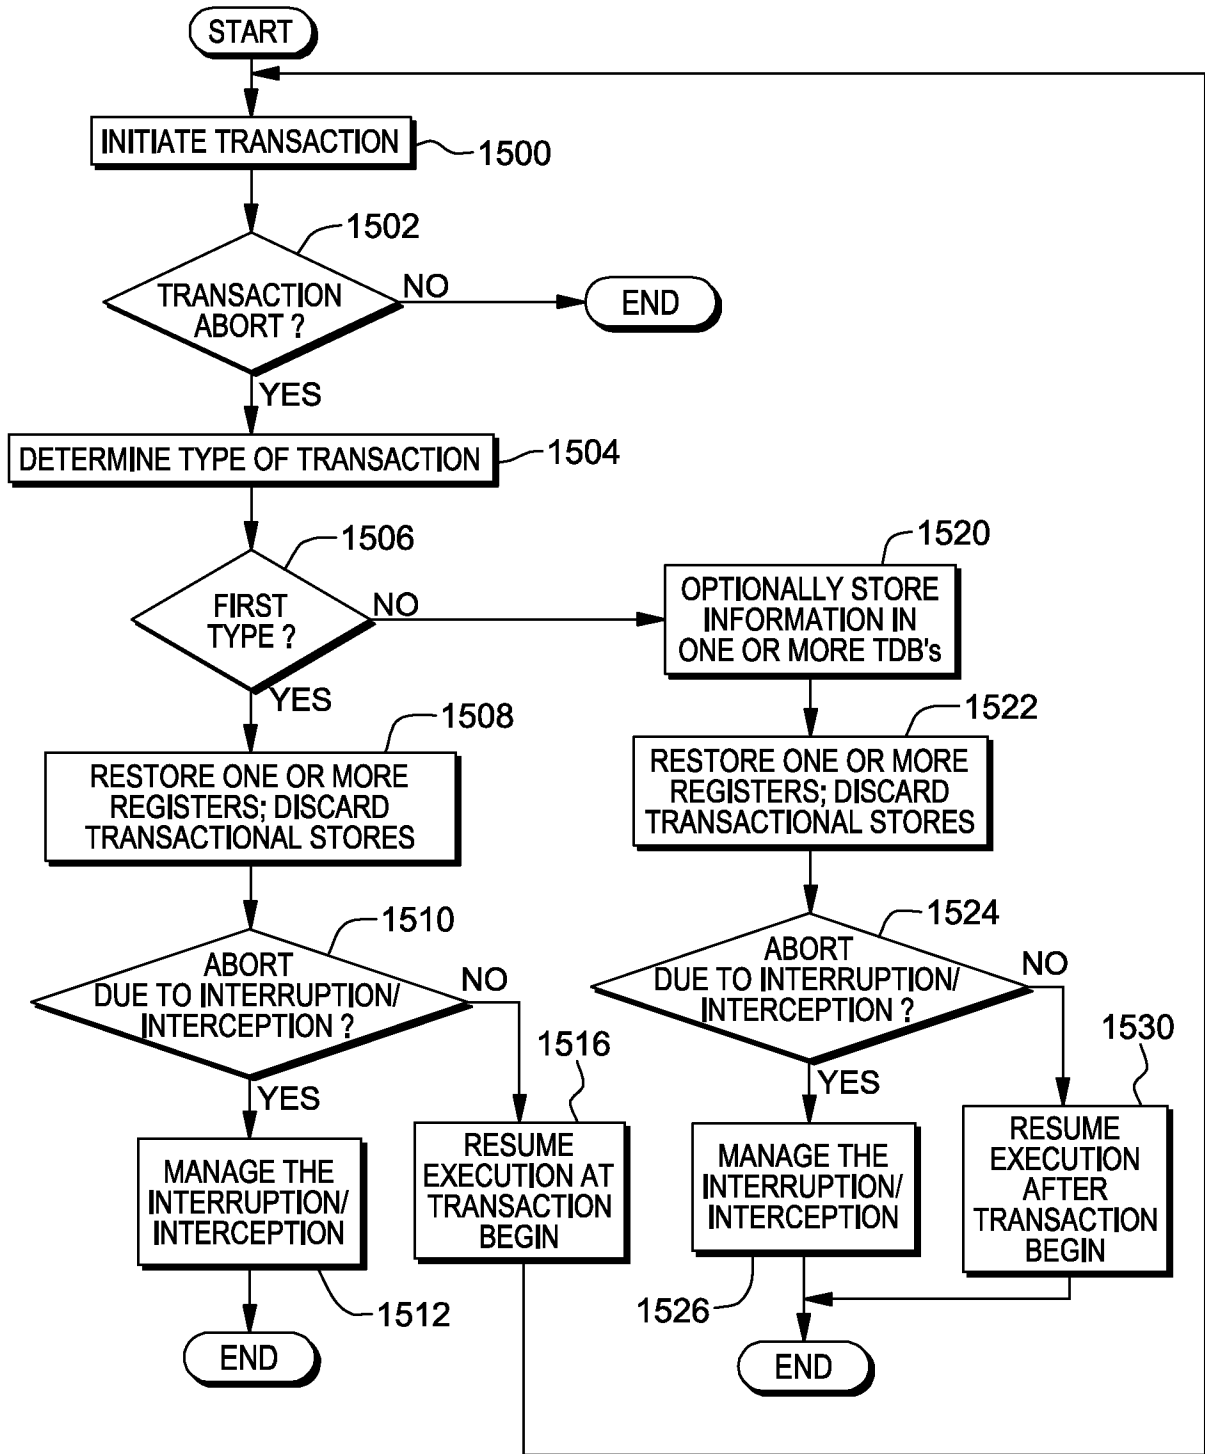 START
INITIATE TRANSACTION
1500
1502
TRANSACTION
ABORT ?
NO
END
YES
DETERMINE TYPE OF TRANSACTION
1504
1506
FIRST
TYPE ?
NO
YES
1520
OPTIONALLY STORE
INFORMATION IN
ONE OR MORE TDB's
1508
RESTORE ONE OR MORE
REGISTERS; DISCARD
TRANSACTIONAL STORES
1522
RESTORE ONE OR MORE
REGISTERS; DISCARD
TRANSACTIONAL STORES
1510
ABORT
DUE TO INTERRUPTION/
INTERCEPTION ?
NO
YES
1524
ABORT
DUE TO INTERRUPTION/
INTERCEPTION ?
NO
YES
MANAGE THE
INTERRUPTION/
INTERCEPTION
1512
END
1516
RESUME
EXECUTION AT
TRANSACTION
BEGIN
MANAGE THE
INTERRUPTION/
INTERCEPTION
1526
1530
RESUME
EXECUTION
AFTER
TRANSACTION
BEGIN
END